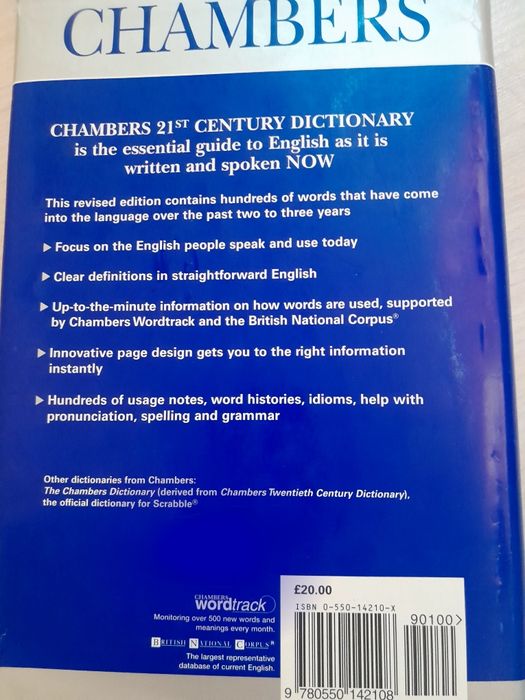 CHAMBERS
CHAMBERS 21ST CENTURY DICTIONARY
is the essential guide to English as it is
written and spoken NOW
This revised edition contains hundreds of words that have come
into the language over the past two to three years
▶ Focus on the English people speak and use today
▶ Clear definitions in straightforward English
▶ Up-to-the-minute information on how words are used, supported
by Chambers Wordtrack and the British National Corpus®
▶ Innovative page design gets you to the right information
instantly
▶ Hundreds of usage notes, word histories, idioms, help with
pronunciation, spelling and grammar
Other dictionaries from Chambers:
The Chambers Dictionary (derived from Chambers Twentieth Century Dictionary),
the official dictionary for Scrabble®
CHAMBERS
wordtrack
Monitoring over 500 new words and
meanings every month.
BRITISH NATIONAL CORPUS®
The largest representative
database of current English.
£20.00
ISBN 0-550-14210-X
90100>
9 780550 142108